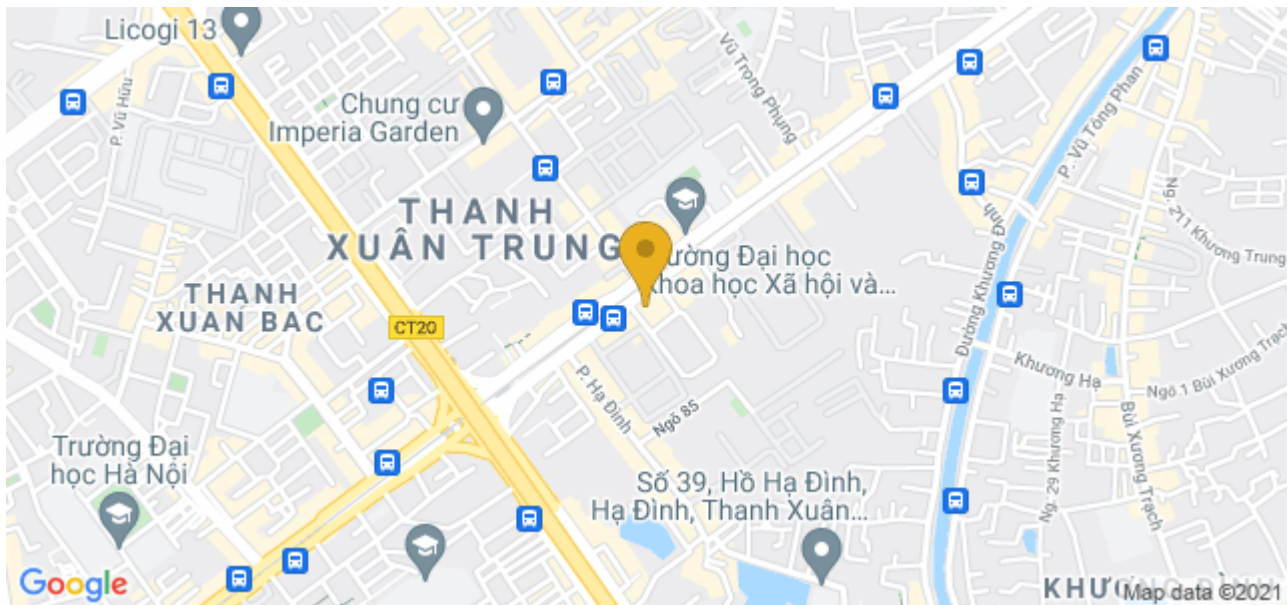 Licogi 13
P. Vũ Hữu
Chung cư
Imperia Garden
Vũ Trọng Phụng
P. Vũ Tông Phan
Ng. 211 Khương Trung
THANH
XUÂN TRUNG
ường Đại học
Khoa học Xã hội và...
Đường Khương Đình
THANH
XUAN BAC
CT20
Khương Hạ
Ngõ 1 Bùi Xương Trạch
P. Hạ Đình
Ngõ 85
Bùi Xương Trạch
Trường Đại
học Hà Nội
Số 39, Hồ Hạ Đình,
Hạ Đình, Thanh Xuân...
Ng. 29 Khương Hạ
Google
Map data ©2021